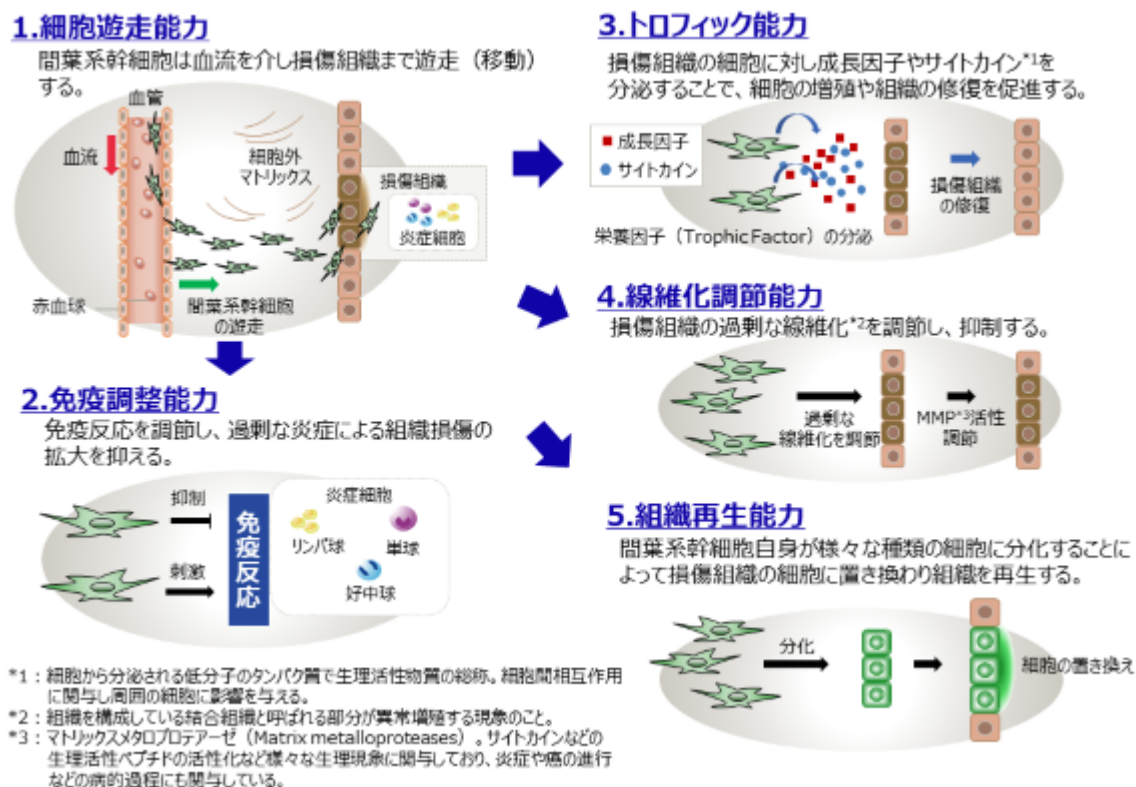 1.細胞遊走能力
間葉系幹細胞は血流を介し損傷組織まで遊走（移動）
する。
血管
血流
細胞外
マトリックス
損傷組織
炎症細胞
赤血球
間葉系幹細胞
の遊走
2.免疫調整能力
免疫反応を調節し、過剰な炎症による組織損傷の
拡大を抑える。
抑制
刺激
免疫反応
炎症細胞
リンパ球
単球
好中球
3.トロフィック能力
損傷組織の細胞に対し成長因子やサイトカイン*1を
分泌することで、細胞の増殖や組織の修復を促進する。
成長因子
サイトカイン
損傷組織
の修復
栄養因子（Trophic Factor）の分泌
4.線維化調節能力
損傷組織の過剰な線維化*2を調節し、抑制する。
過剰な
線維化を調節
MMP*3活性
調節
5.組織再生能力
間葉系幹細胞自身が様々な種類の細胞に分化することに
よって損傷組織の細胞に置き換わり組織を再生する。
分化
細胞の置き換え
*1：細胞から分泌される低分子のタンパク質で生理活性物質の総称。細胞間相互作用
に関与し周囲の細胞に影響を与える。
*2：組織を構成している結合組織と呼ばれる部分が異常増殖する現象のこと。
*3：マトリックスメタロプロテアーゼ（Matrix metalloproteases）。サイトカインなどの
生理活性ペプチドの活性化など様々な生理現象に関与しており、炎症や癌の進行
などの病的過程にも関与している。